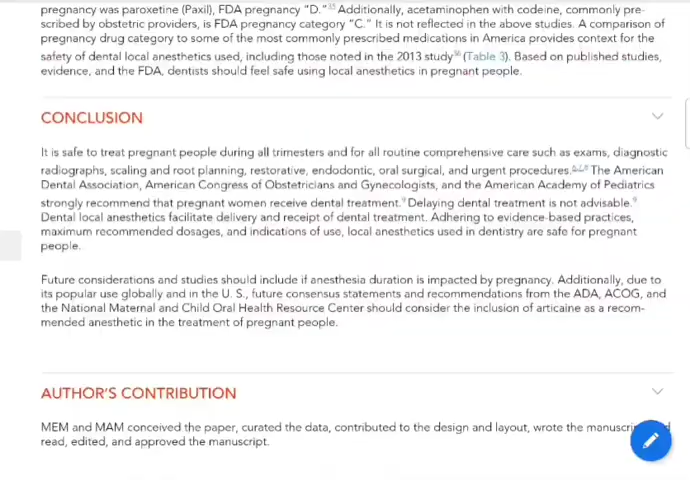 pregnancy was paroxetine (Paxil), FDA pregnancy “D.”³⁵ Additionally, acetaminophen with codeine, commonly pre-
scribed by obstetric providers, is FDA pregnancy category “C.” It is not reflected in the above studies. A comparison of
pregnancy drug category to some of the most commonly prescribed medications in America provides context for the
safety of dental local anesthetics used, including those noted in the 2013 study³⁶ (Table 3). Based on published studies,
evidence, and the FDA, dentists should feel safe using local anesthetics in pregnant people.
CONCLUSION
It is safe to treat pregnant people during all trimesters and for all routine comprehensive care such as exams, diagnostic
radiographs, scaling and root planning, restorative, endodontic, oral surgical, and urgent procedures. The American
Dental Association, American Congress of Obstetricians and Gynecologists, and the American Academy of Pediatrics
strongly recommend that pregnant women receive dental treatment.⁹ Delaying dental treatment is not advisable.⁹
Dental local anesthetics facilitate delivery and receipt of dental treatment. Adhering to evidence-based practices,
maximum recommended dosages, and indications of use, local anesthetics used in dentistry are safe for pregnant
people.
Future considerations and studies should include if anesthesia duration is impacted by pregnancy. Additionally, due to
its popular use globally and in the U. S., future consensus statements and recommendations from the ADA, ACOG, and
the National Maternal and Child Oral Health Resource Center should consider the inclusion of articaine as a recom-
mended anesthetic in the treatment of pregnant people.
AUTHOR’S CONTRIBUTION
MEM and MAM conceived the paper, curated the data, contributed to the design and layout, wrote the
read, edited, and approved the manuscript.